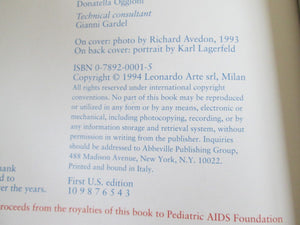 Donatella Oggioni
Technical consultant
Gianni Gardel
On cover: photo by Richard Avedon, 1993
On back cover: portrait by Karl Lagerfeld
ISBN 0-7892-0001-5
Copyright © 1994 Leonardo Arte srl, Milan
All rights reserved under international copyright
conventions. No part of this book may be reproduced
or utilized in any form or by any means, electronic or
mechanical, including photocopying, recording, or by
any information storage and retrieval system, without
permission in writing from the publisher. Inquiries
should be addressed to Abbeville Publishing Group,
488 Madison Avenue, New York, N.Y. 10022.
Printed and bound in Italy.
hank
ed to
er the years.
First U.S. edition
10 9 8 7 6 5 4 3
roceeds from the royalties of this book to Pediatric AIDS Foundation